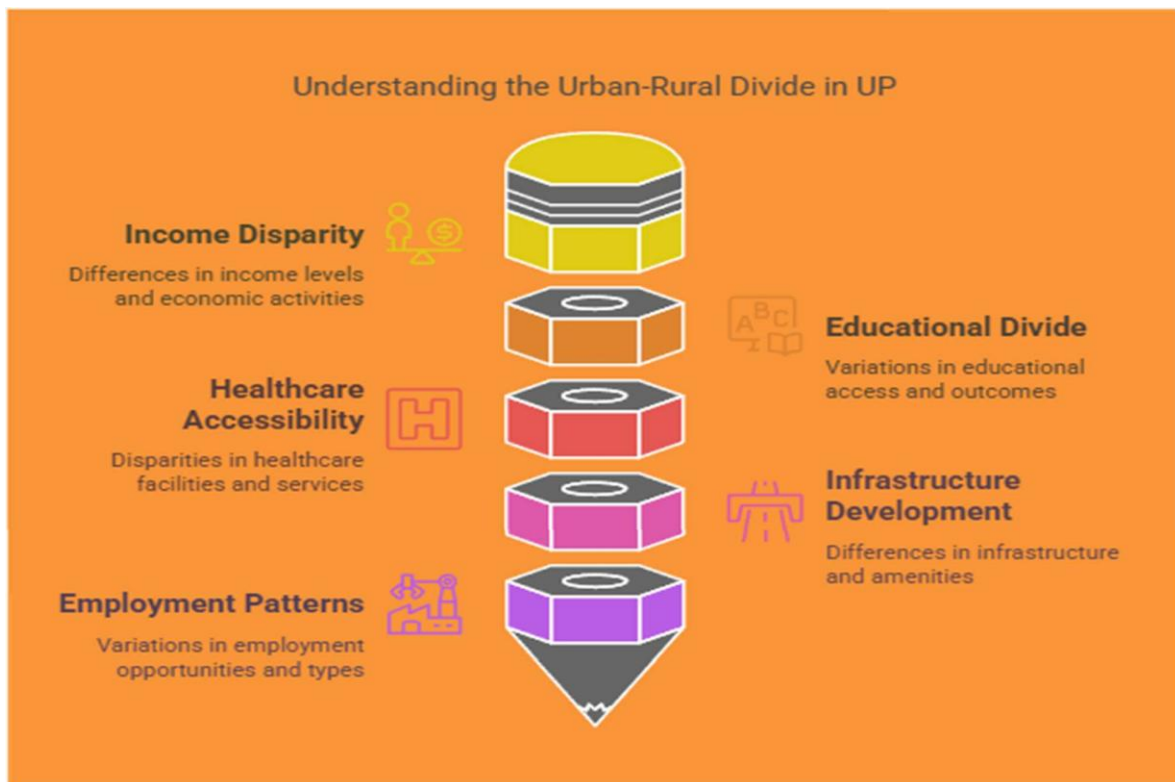 Understanding the Urban-Rural Divide in UP
Income Disparity
Differences in income levels
and economic activities
ABC
Educational Divide
Variations in educational
access and outcomes
Healthcare
Accessibility
H
Disparities in healthcare
facilities and services
Infrastructure
Development
Differences in infrastructure
and amenities
Employment Patterns
Variations in employment
opportunities and types